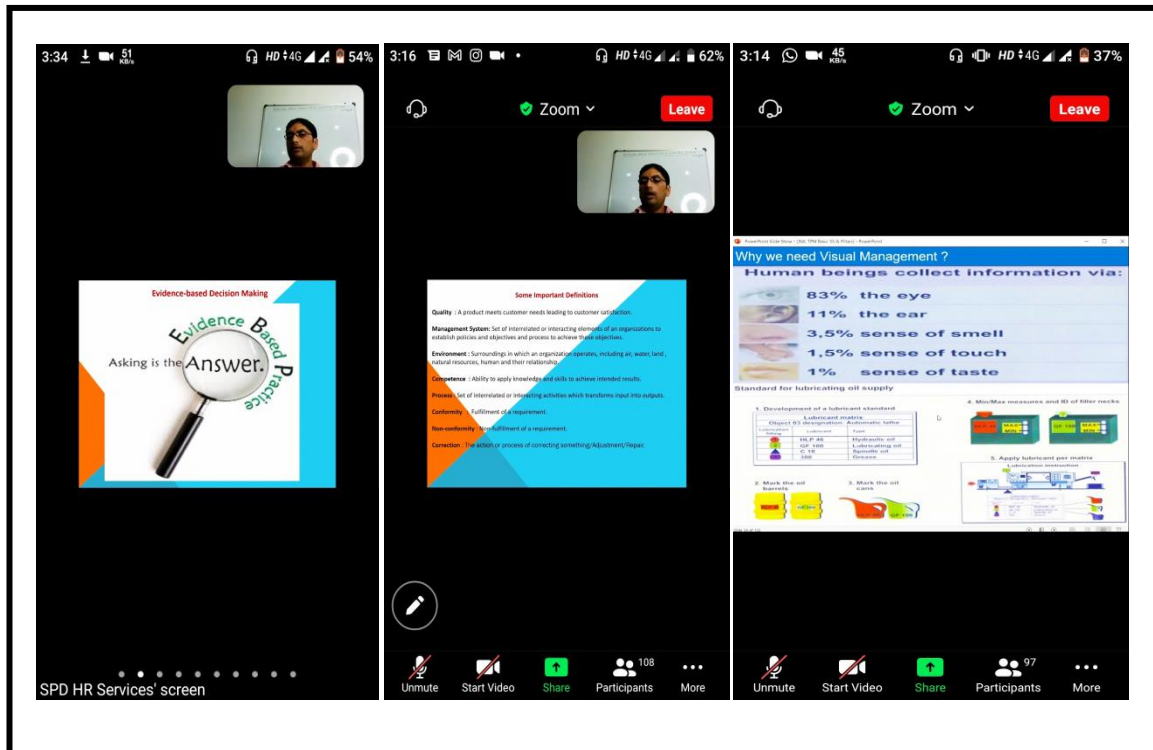 3:34 51 KB/s HD 4G 54%
Evidence-based Decision Making
Evidence Based Practice
Asking is the Answer.
SPD HR Services' screen
3:16 HD 4G 62%
Zoom
Leave
Some Important Definitions
Quality : A product meets customer needs leading to customer satisfaction.
Management System: Set of interrelated or interacting elements of an organizations to
establish policies and objectives and process to achieve those objectives.
Environment : Surroundings in which an organization operates, including air, water, land ,
natural resources, human and their relationship.
Competence : Ability to apply knowledge and skills to achieve intended results.
Process : Set of interrelated or interacting activities which transforms input into outputs.
Conformity : Fulfilment of a requirement.
Non-conformity : Non-fulfillment of a requirement.
Correction : The action or process of correcting something/Adjustment/Repair.
Unmute Start Video Share Participants 108 More
3:14 45 KB/s HD 4G 37%
Zoom
Leave
Why we need Visual Management ?
Human beings collect information via:
83% the eye
11% the ear
3,5% sense of smell
1,5% sense of touch
1% sense of taste
Standard for lubricating oil supply
1. Development of a lubricant standard
Lubricant matrix
Object 93 designation: Automatic lathe
Lubricant Type
HLP 46 Hydraulic oil
GF 100 Lubricating oil
C 10 Spindle oil
Grease
2. Mark the oil
barrels
3. Mark the oil
cans
4. Min/Max measures and ID of filler necks
5. Apply lubricant per matrix
Lubrication instruction
Unmute Start Video Share Participants 97 More